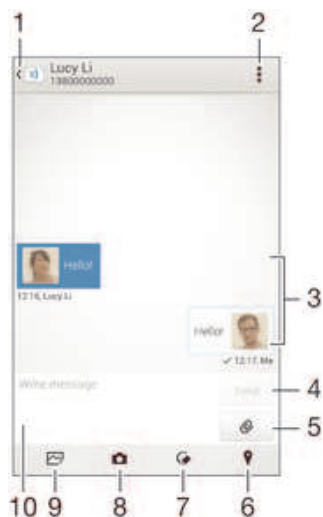 1
2
Lucy Li
13800000000
Hello!
12:16, Lucy Li
3
Hello!
12:17, Me
Write message
Send
4
5
10
9
8
7
6